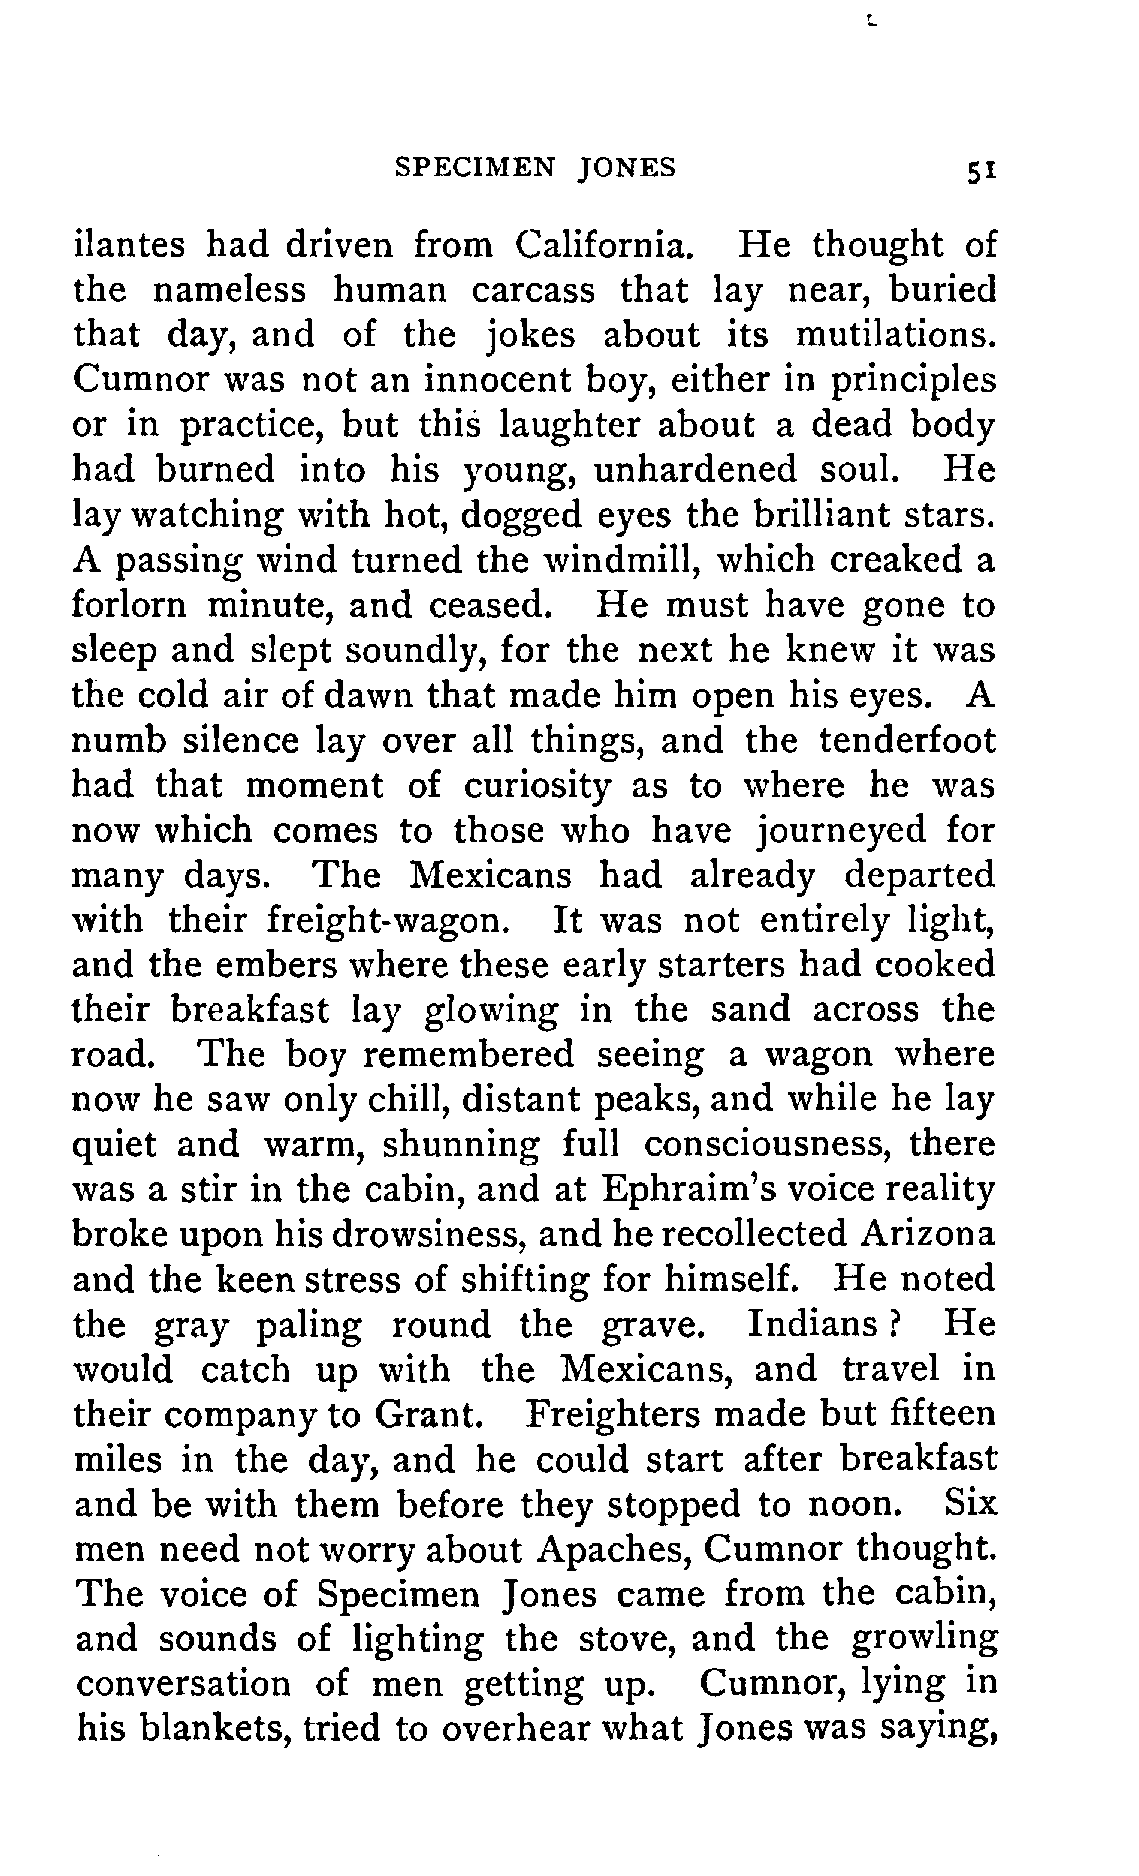 SPECIMEN JONES 51
ilantes had driven from California. He thought of
the nameless human carcass that lay near, buried
that day, and of the jokes about its mutilations.
Cumnor was not an innocent boy, either in principles
or in practice, but this laughter about a dead body
had burned into his young, unhardened soul. He
lay watching with hot, dogged eyes the brilliant stars.
A passing wind turned the windmill, which creaked a
forlorn minute, and ceased. He must have gone to
sleep and slept soundly, for the next he knew it was
the cold air of dawn that made him open his eyes. A
numb silence lay over all things, and the tenderfoot
had that moment of curiosity as to where he was
now which comes to those who have journeyed for
many days. The Mexicans had already departed
with their freight-wagon. It was not entirely light,
and the embers where these early starters had cooked
their breakfast lay glowing in the sand across the
road. The boy remembered seeing a wagon where
now he saw only chill, distant peaks, and while he lay
quiet and warm, shunning full consciousness, there
was a stir in the cabin, and at Ephraim's voice reality
broke upon his drowsiness, and he recollected Arizona
and the keen stress of shifting for himself. He noted
the gray paling round the grave. Indians? He
would catch up with the Mexicans, and travel in
their company to Grant. Freighters made but fifteen
miles in the day, and he could start after breakfast
and be with them before they stopped to noon. Six
men need not worry about Apaches, Cumnor thought.
The voice of Specimen Jones came from the cabin,
and sounds of lighting the stove, and the growling
conversation of men getting up. Cumnor, lying in
his blankets, tried to overhear what Jones was saying,